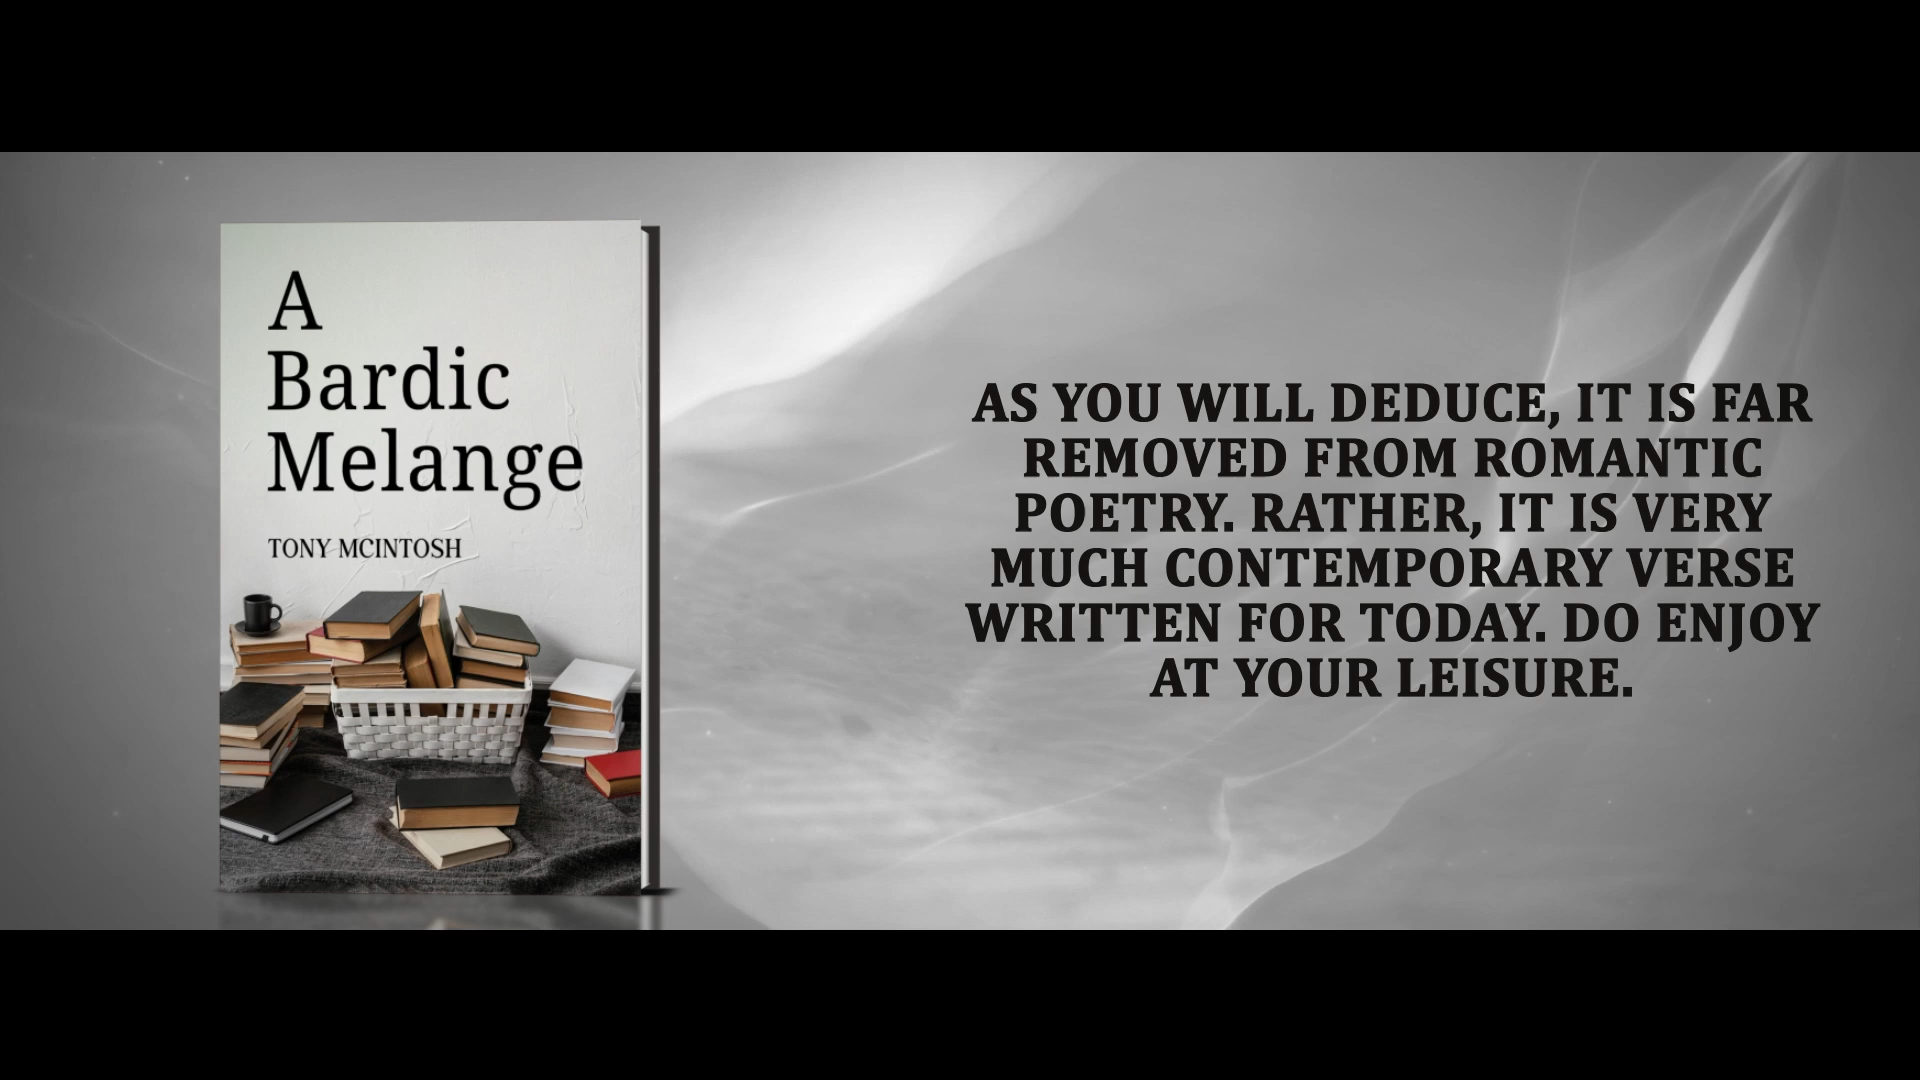 A
Bardic
Melange
TONY MCINTOSH
AS YOU WILL DEDUCE, IT IS FAR
REMOVED FROM ROMANTIC
POETRY. RATHER, IT IS VERY
MUCH CONTEMPORARY VERSE
WRITTEN FOR TODAY. DO ENJOY
AT YOUR LEISURE.